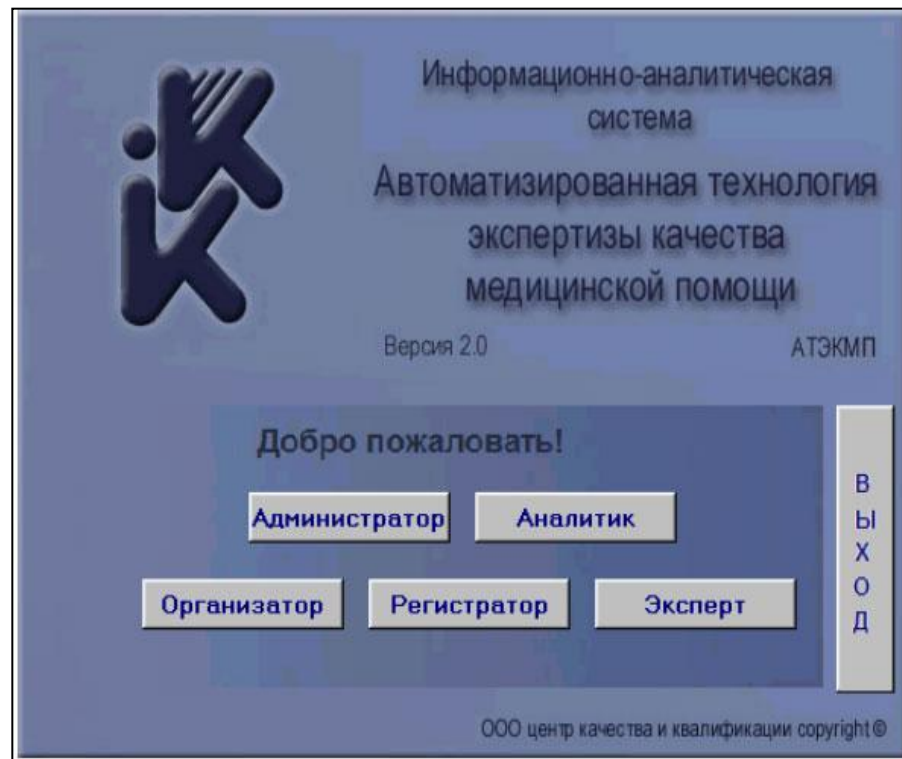 Информационно-аналитическая
система
Автоматизированная технология
экспертизы качества
медицинской помощи
Версия 2.0 АТЭКМП
Добро пожаловать!
Администратор Аналитик
Организатор Регистратор Эксперт
ВЫХОД
ООО центр качества и квалификации copyright ©